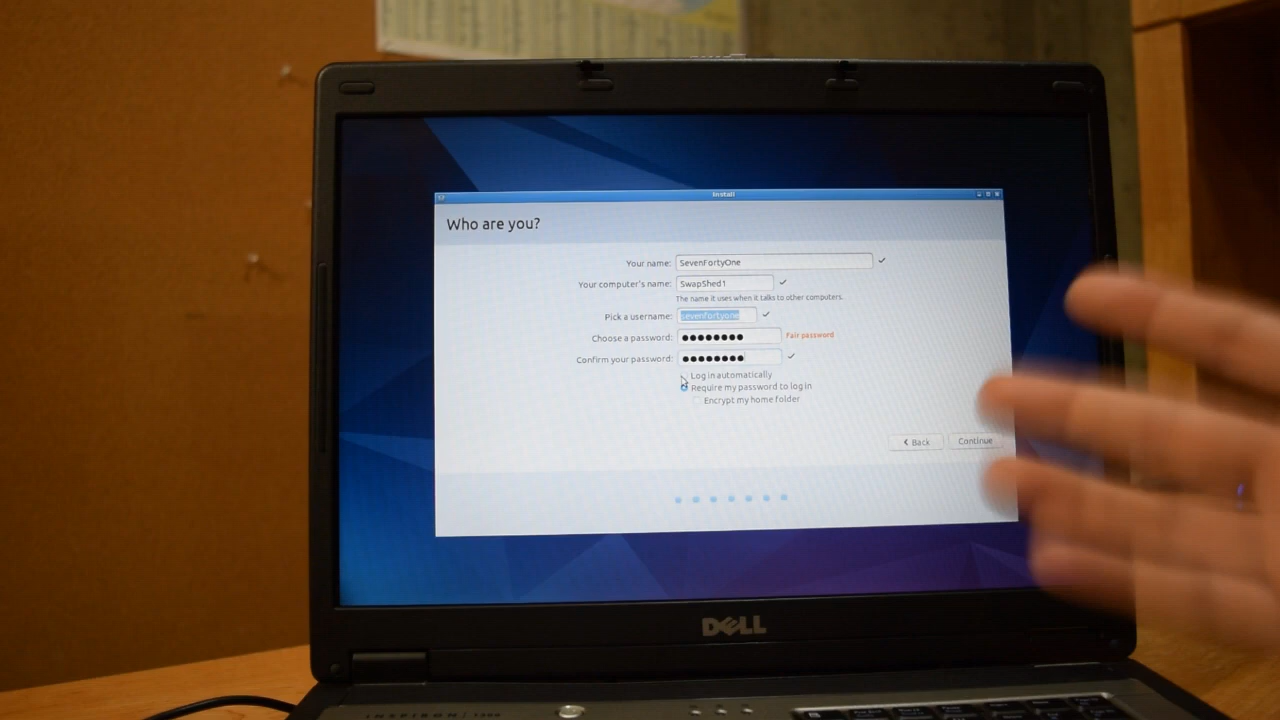 Install
Who are you?
Your name: SevenFortyOne
Your computer's name: SwapShed1
The name it uses when it talks to other computers.
Pick a username: sevenfortyone
Choose a password: ●●●●●●●● Fair password
Confirm your password: ●●●●●●●●
Log in automatically
Require my password to log in
Encrypt my home folder
Back Continue
DELL